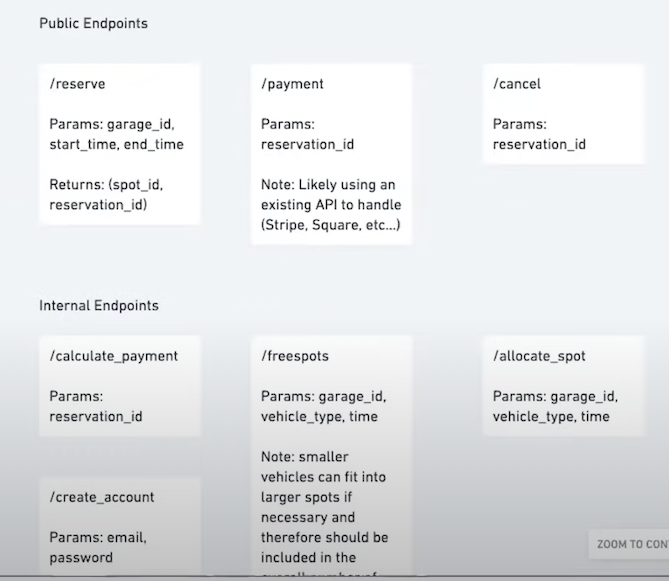 Public Endpoints
/reserve
Params: garage_id,
start_time, end_time
Returns: (spot_id,
reservation_id)
/payment
Params:
reservation_id
Note: Likely using an
existing API to handle
(Stripe, Square, etc...)
/cancel
Params:
reservation_id
Internal Endpoints
/calculate_payment
Params:
reservation_id
/create_account
Params: email,
password
/freespots
Params: garage_id,
vehicle_type, time
Note: smaller
vehicles can fit into
larger spots if
necessary and
therefore should be
included in the
/allocate_spot
Params: garage_id,
vehicle_type, time
ZOOM TO